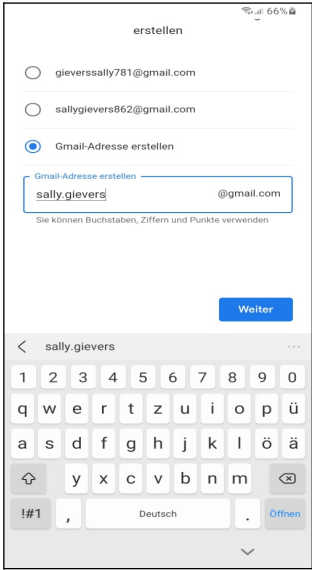 66%
erstellen
gieverssally781@gmail.com
sallygievers862@gmail.com
Gmail-Adresse erstellen
Gmail-Adresse erstellen
sally.gievers @gmail.com
Sie können Buchstaben, Ziffern und Punkte verwenden
Weiter
sally.gievers
1 2 3 4 5 6 7 8 9 0
q w e r t z u i o p ü
a s d f g h j k l ö ä
y x c v b n m
!#1 , Deutsch . Öffnen